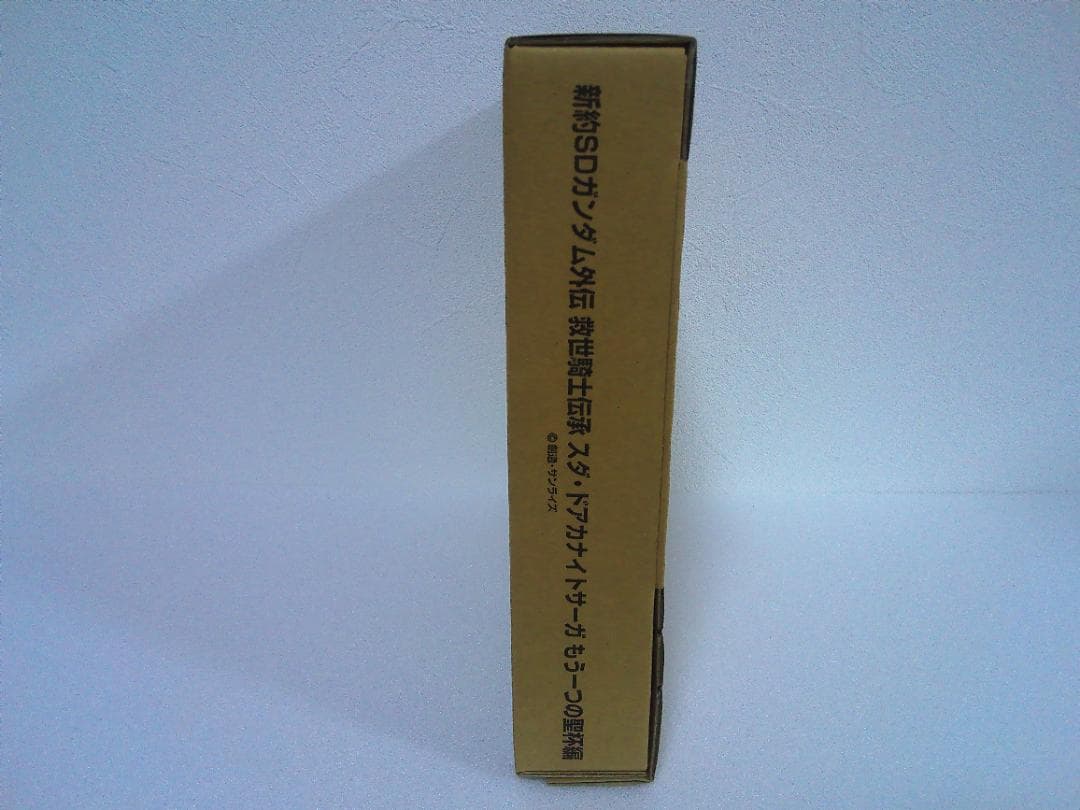 新約SDガンダム外伝 救世騎士伝承 スダ・ドアカナイトサーガ もう一つの聖杯編
© 創通・サンライズ